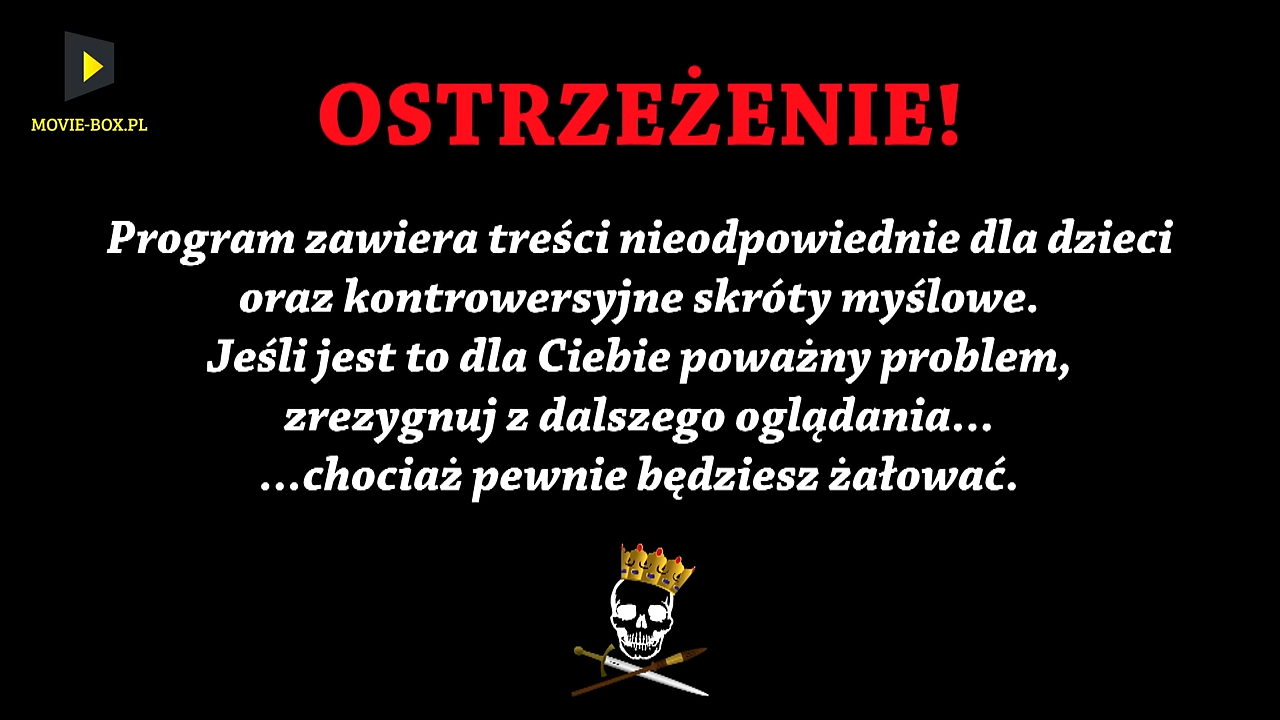 MOVIE-BOX.PL
OSTRZEŻENIE!
Program zawiera treści nieodpowiednie dla dzieci
oraz kontrowersyjne skróty myślowe.
Jeśli jest to dla Ciebie poważny problem,
zrezygnuj z dalszego oglądania...
...chociaż pewnie będziesz żałować.